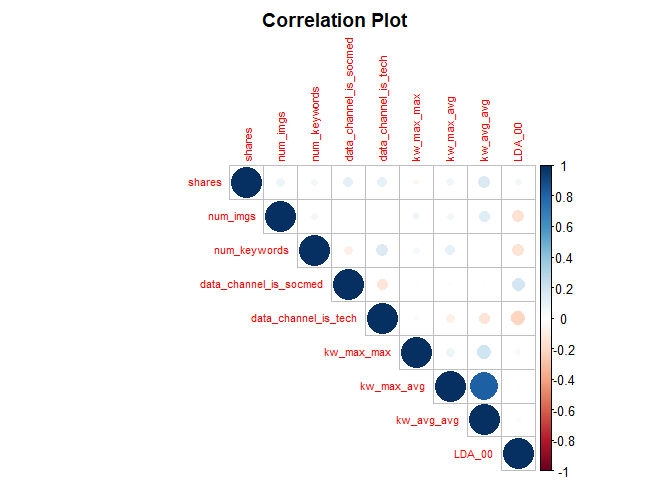 Correlation Plot
shares
num_imgs
num_keywords
data_channel_is_socmed
data_channel_is_tech
kw_max_max
kw_max_avg
kw_avg_avg
LDA_00
shares
num_imgs
num_keywords
data_channel_is_socmed
data_channel_is_tech
kw_max_max
kw_max_avg
kw_avg_avg
LDA_00
1
0.8
0.6
0.4
0.2
0
-0.2
-0.4
-0.6
-0.8
-1